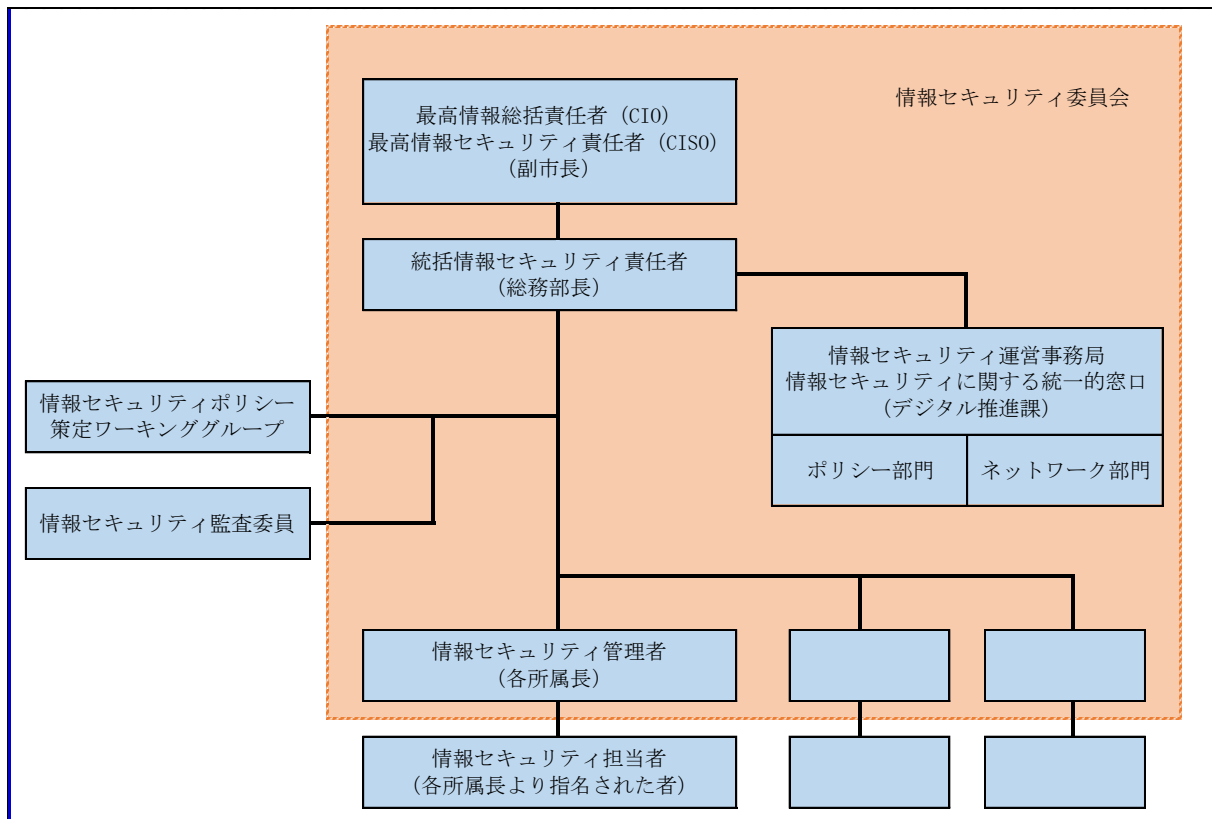 情報セキュリティ委員会
最高情報総括責任者（CIO）
最高情報セキュリティ責任者（CISO）
（副市長）
統括情報セキュリティ責任者
（総務部長）
情報セキュリティ運営事務局
情報セキュリティに関する統一的窓口
（デジタル推進課）
ポリシー部門
ネットワーク部門
情報セキュリティポリシー
策定ワーキンググループ
情報セキュリティ監査委員
情報セキュリティ管理者
（各所属長）
情報セキュリティ担当者
（各所属長より指名された者）